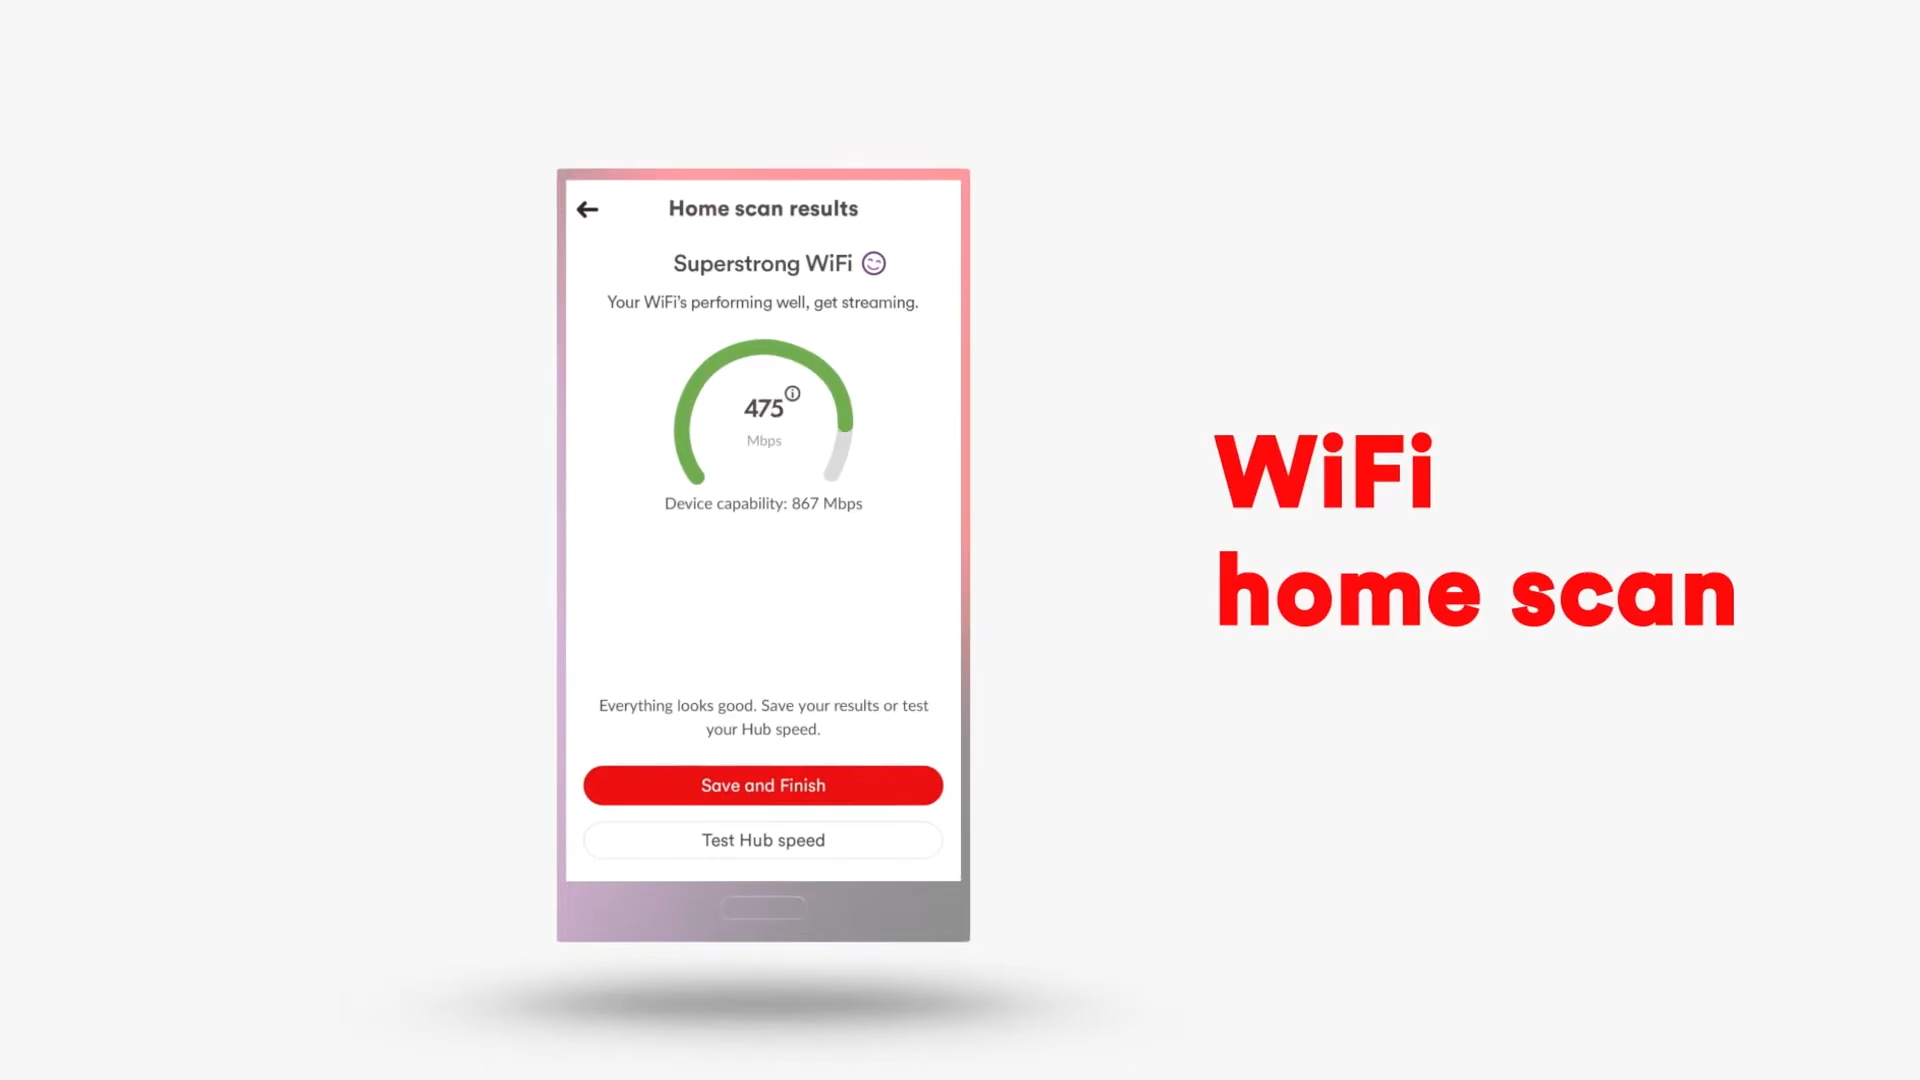 Home scan results
Superstrong WiFi
Your WiFi's performing well, get streaming.
475
Mbps
Device capability: 867 Mbps
Everything looks good. Save your results or test
your Hub speed.
Save and Finish
Test Hub speed
WiFi
home scan